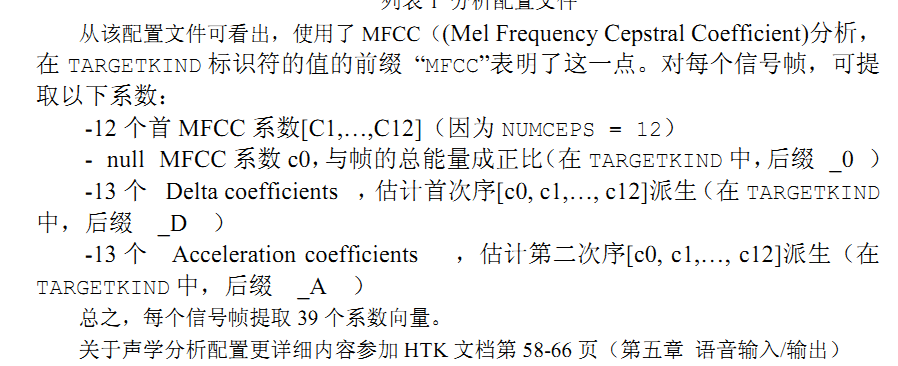 列表 1 分析配置文件
从该配置文件可看出，使用了 MFCC（(Mel Frequency Cepstral Coefficient)分析，
在 TARGETKIND 标识符的值的前缀 “MFCC”表明了这一点。对每个信号帧，可提
取以下系数：
-12 个首 MFCC 系数[C1,…,C12]（因为 NUMCEPS = 12）
- null MFCC 系数 c0，与帧的总能量成正比（在 TARGETKIND 中，后缀 _0 ）
-13 个 Delta coefficients ，估计首次序[c0, c1,…, c12]派生（在 TARGETKIND
中，后缀 _D ）
-13 个 Acceleration coefficients ，估计第二次序[c0, c1,…, c12]派生（在
TARGETKIND 中，后缀 _A ）
总之，每个信号帧提取 39 个系数向量。
关于声学分析配置更详细内容参加 HTK 文档第 58-66 页（第五章 语音输入/输出）